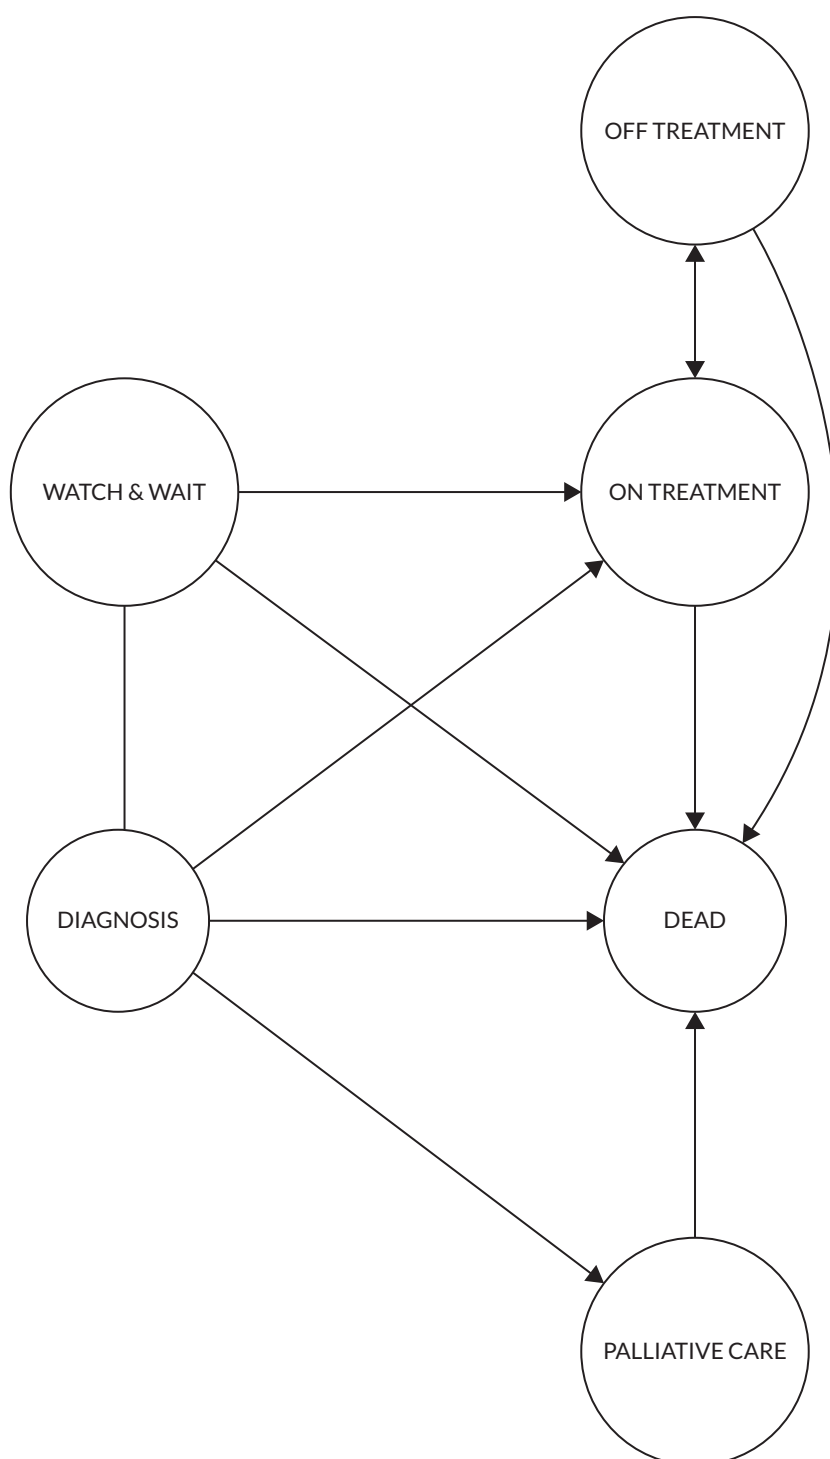 OFF TREATMENT
WATCH & WAIT
ON TREATMENT
DIAGNOSIS
DEAD
PALLIATIVE CARE